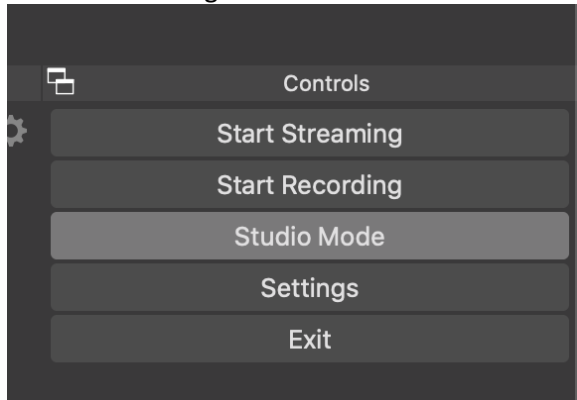 Controls
Start Streaming
Start Recording
Studio Mode
Settings
Exit